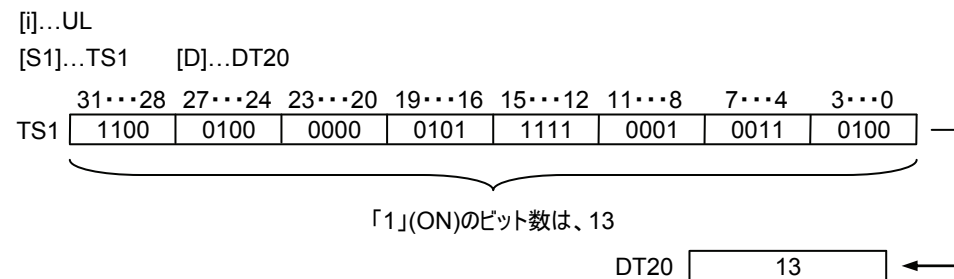 [i]…UL
[S1]…TS1 [D]…DT20
31･･･28 27･･･24 23･･･20 19･･･16 15･･･12 11･･･8 7･･･4 3･･･0
TS1 1100 0100 0000 0101 1111 0001 0011 0100
「1」(ON)のビット数は、13
DT20 13